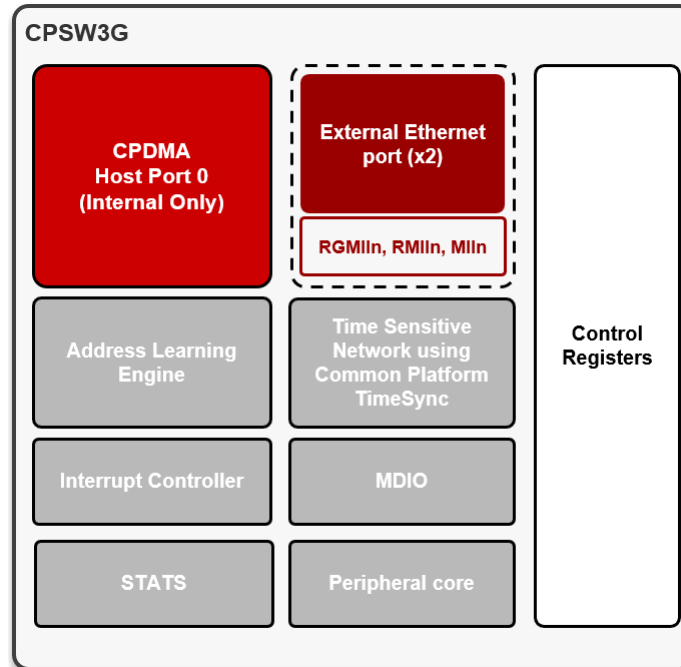 CPSW3G
CPDMA
Host Port 0
(Internal Only)
External Ethernet
port (x2)
RGMIIn, RMIIn, MIIn
Address Learning
Engine
Time Sensitive
Network using
Common Platform
TimeSync
Control
Registers
Interrupt Controller
MDIO
STATS
Peripheral core